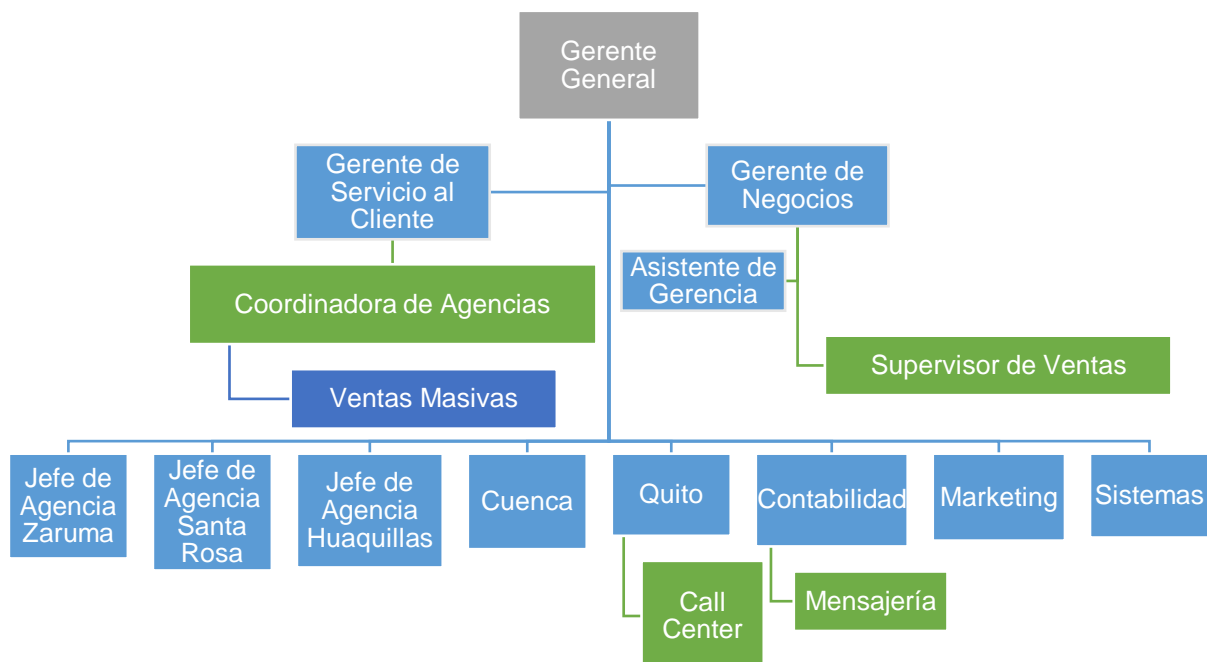 Gerente
General
Gerente de
Servicio al
Cliente
Gerente de
Negocios
Asistente de
Gerencia
Coordinadora de Agencias
Supervisor de Ventas
Ventas Masivas
Jefe de
Agencia
Zaruma
Jefe de
Agencia
Santa
Rosa
Jefe de
Agencia
Huaquillas
Cuenca
Quito
Contabilidad
Marketing
Sistemas
Call
Center
Mensajería